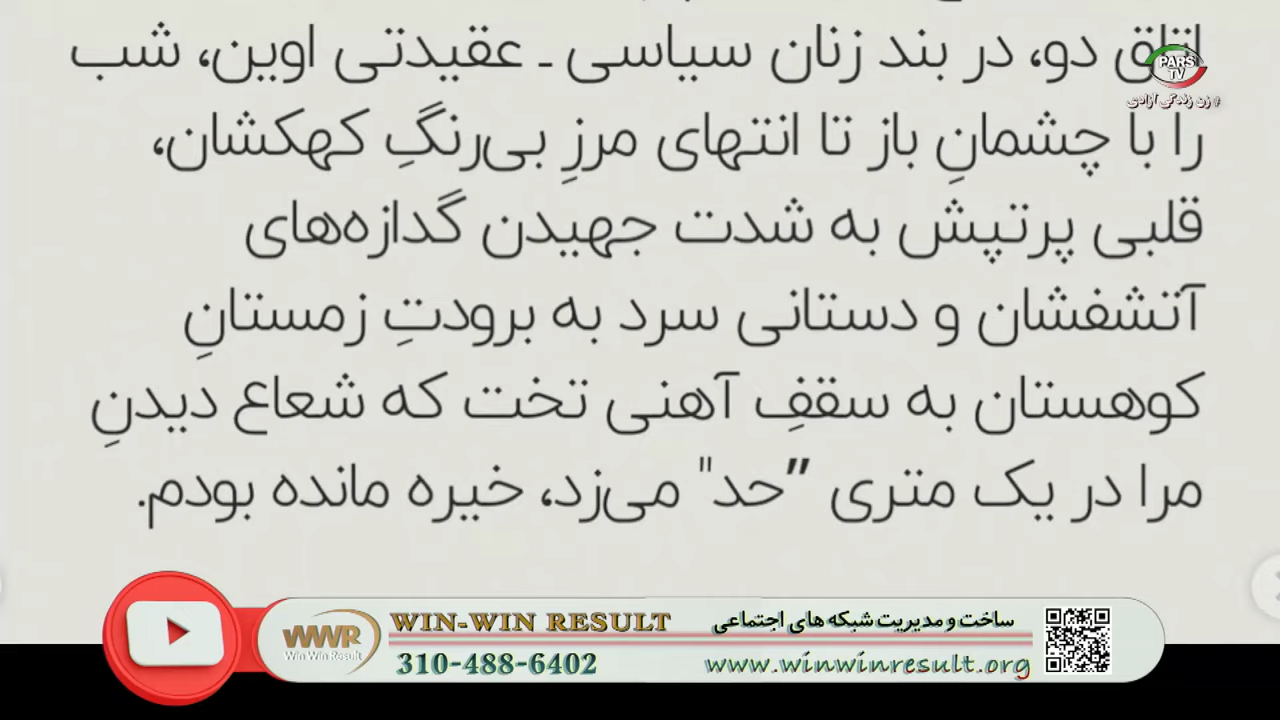 اتاق دو، در بند زنان سیاسی ـ عقیدتی اوین، شب
را با چشمانِ باز تا انتهای مرزِ بی‌رنگِ کهکشان،
قلبی پرتپش به شدت جهیدن گدازه‌های
آتشفشان و دستانی سرد به برودتِ زمستانِ
کوهستان به سقفِ آهنی تخت که شعاع دیدنِ
مرا در یک متری "حد" می‌زد، خیره مانده بودم.
PARS
TV
# زن زندگی آزادی
WWR
Win Win Result
WIN-WIN RESULT
310-488-6402
ساخت و مدیریت شبکه های اجتماعی
www.winwinresult.org